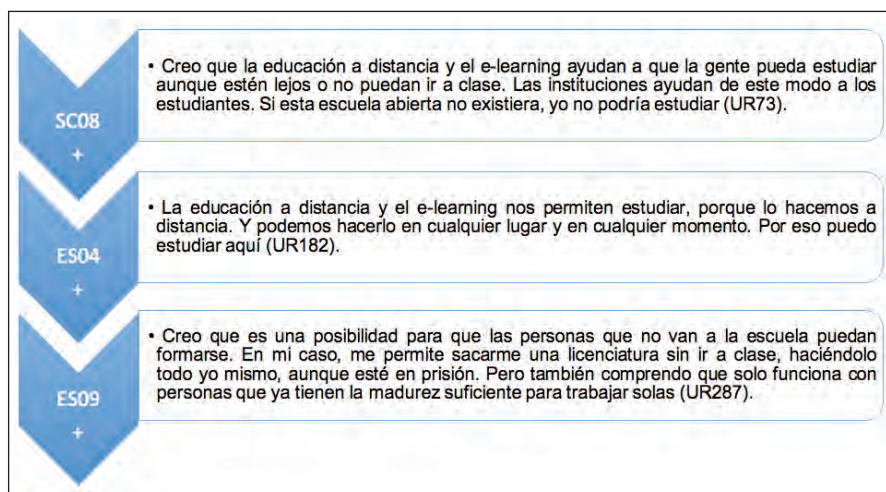 SC08
+
• Creo que la educación a distancia y el e-learning ayudan a que la gente pueda estudiar
aunque estén lejos o no puedan ir a clase. Las instituciones ayudan de este modo a los
estudiantes. Si esta escuela abierta no existiera, yo no podría estudiar (UR73).
ES04
+
• La educación a distancia y el e-learning nos permiten estudiar, porque lo hacemos a
distancia. Y podemos hacerlo en cualquier lugar y en cualquier momento. Por eso puedo
estudiar aquí (UR182).
ES09
+
• Creo que es una posibilidad para que las personas que no van a la escuela puedan
formarse. En mi caso, me permite sacarme una licenciatura sin ir a clase, haciéndolo
todo yo mismo, aunque esté en prisión. Pero también comprendo que solo funciona con
personas que ya tienen la madurez suficiente para trabajar solas (UR287).